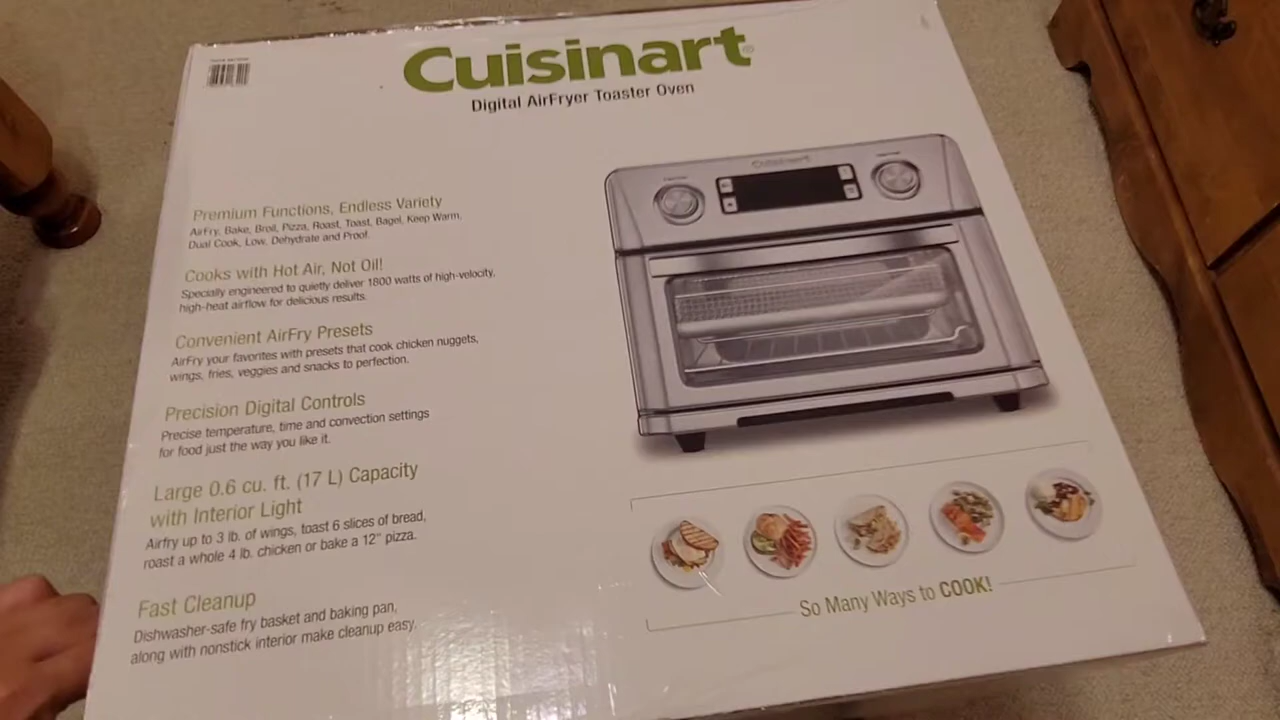 Cuisinart®
Digital AirFryer Toaster Oven
Premium Functions, Endless Variety
AirFry, Bake, Broil, Pizza, Roast, Toast, Bagel, Keep Warm,
Dual Cook, Low, Dehydrate and Proof.
Cooks with Hot Air, Not Oil!
Specially engineered to quietly deliver 1800 watts of high-velocity,
high-heat airflow for delicious results.
Convenient AirFry Presets
AirFry your favorites with presets that cook chicken nuggets,
wings, fries, veggies and snacks to perfection.
Precision Digital Controls
Precise temperature, time and convection settings
for food just the way you like it.
Large 0.6 cu. ft. (17 L) Capacity
with Interior Light
Airfry up to 3 lb. of wings, toast 6 slices of bread,
roast a whole 4 lb. chicken or bake a 12" pizza.
Fast Cleanup
Dishwasher-safe fry basket and baking pan,
along with nonstick interior make cleanup easy.
Cuisinart
So Many Ways to COOK!